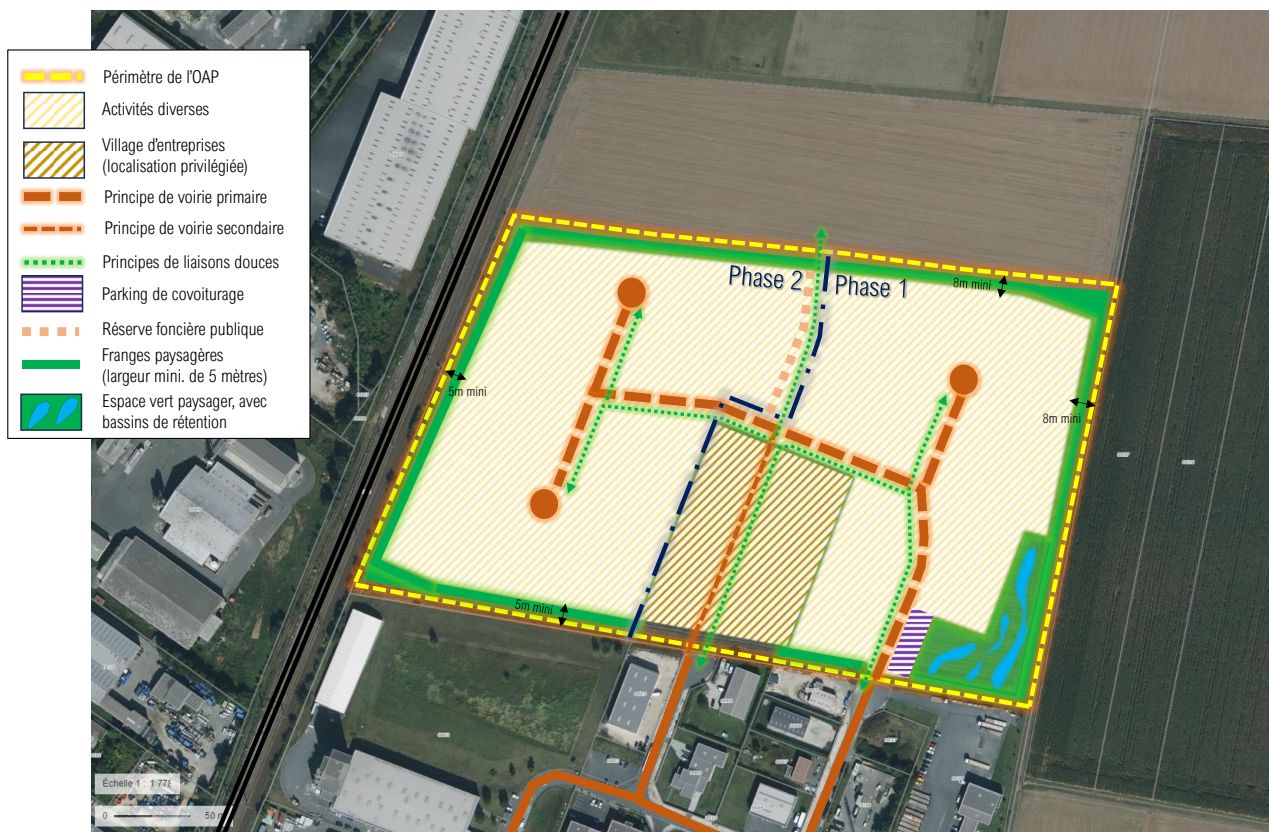 Périmètre de l'OAP
Activités diverses
Village d'entreprises
(localisation privilégiée)
Principe de voirie primaire
Principe de voirie secondaire
Principes de liaisons douces
Parking de covoiturage
Réserve foncière publique
Franges paysagères
(largeur mini. de 5 mètres)
Espace vert paysager, avec
bassins de rétention
Phase 2
Phase 1
8m mini
5m mini
8m mini
5m mini
Échelle 1 : 1 778
0
50 m